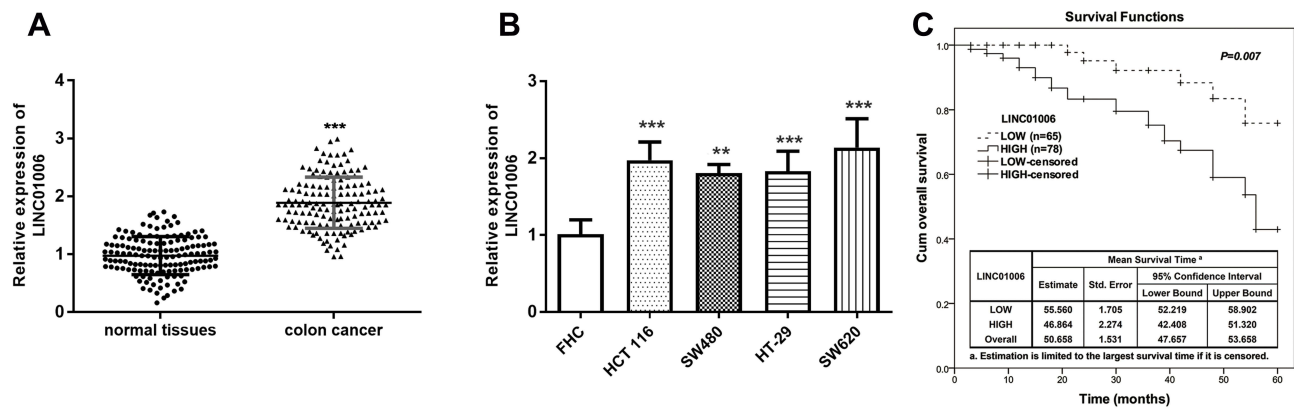 A
Relative expression of
LINC01006
4
3
2
1
0
***
normal tissues
colon cancer
B
Relative expression of
LINC01006
3
2
1
0
***
**
***
***
FHC
HCT 116
SW480
HT-29
SW620
C
Survival Functions
Cum overall survival
1.0
0.8
0.6
0.4
0.2
0.0
P=0.007
LINC01006
LOW (n=65)
HIGH (n=78)
LOW-censored
HIGH-censored
LINC01006
Mean Survival Time a
Estimate
Std. Error
95% Confidence Interval
Lower Bound
Upper Bound
LOW 55.560 1.705 52.219 58.902
HIGH 46.864 2.274 42.408 51.320
Overall 50.658 1.531 47.657 53.658
a. Estimation is limited to the largest survival time if it is censored.
0 10 20 30 40 50 60
Time (months)